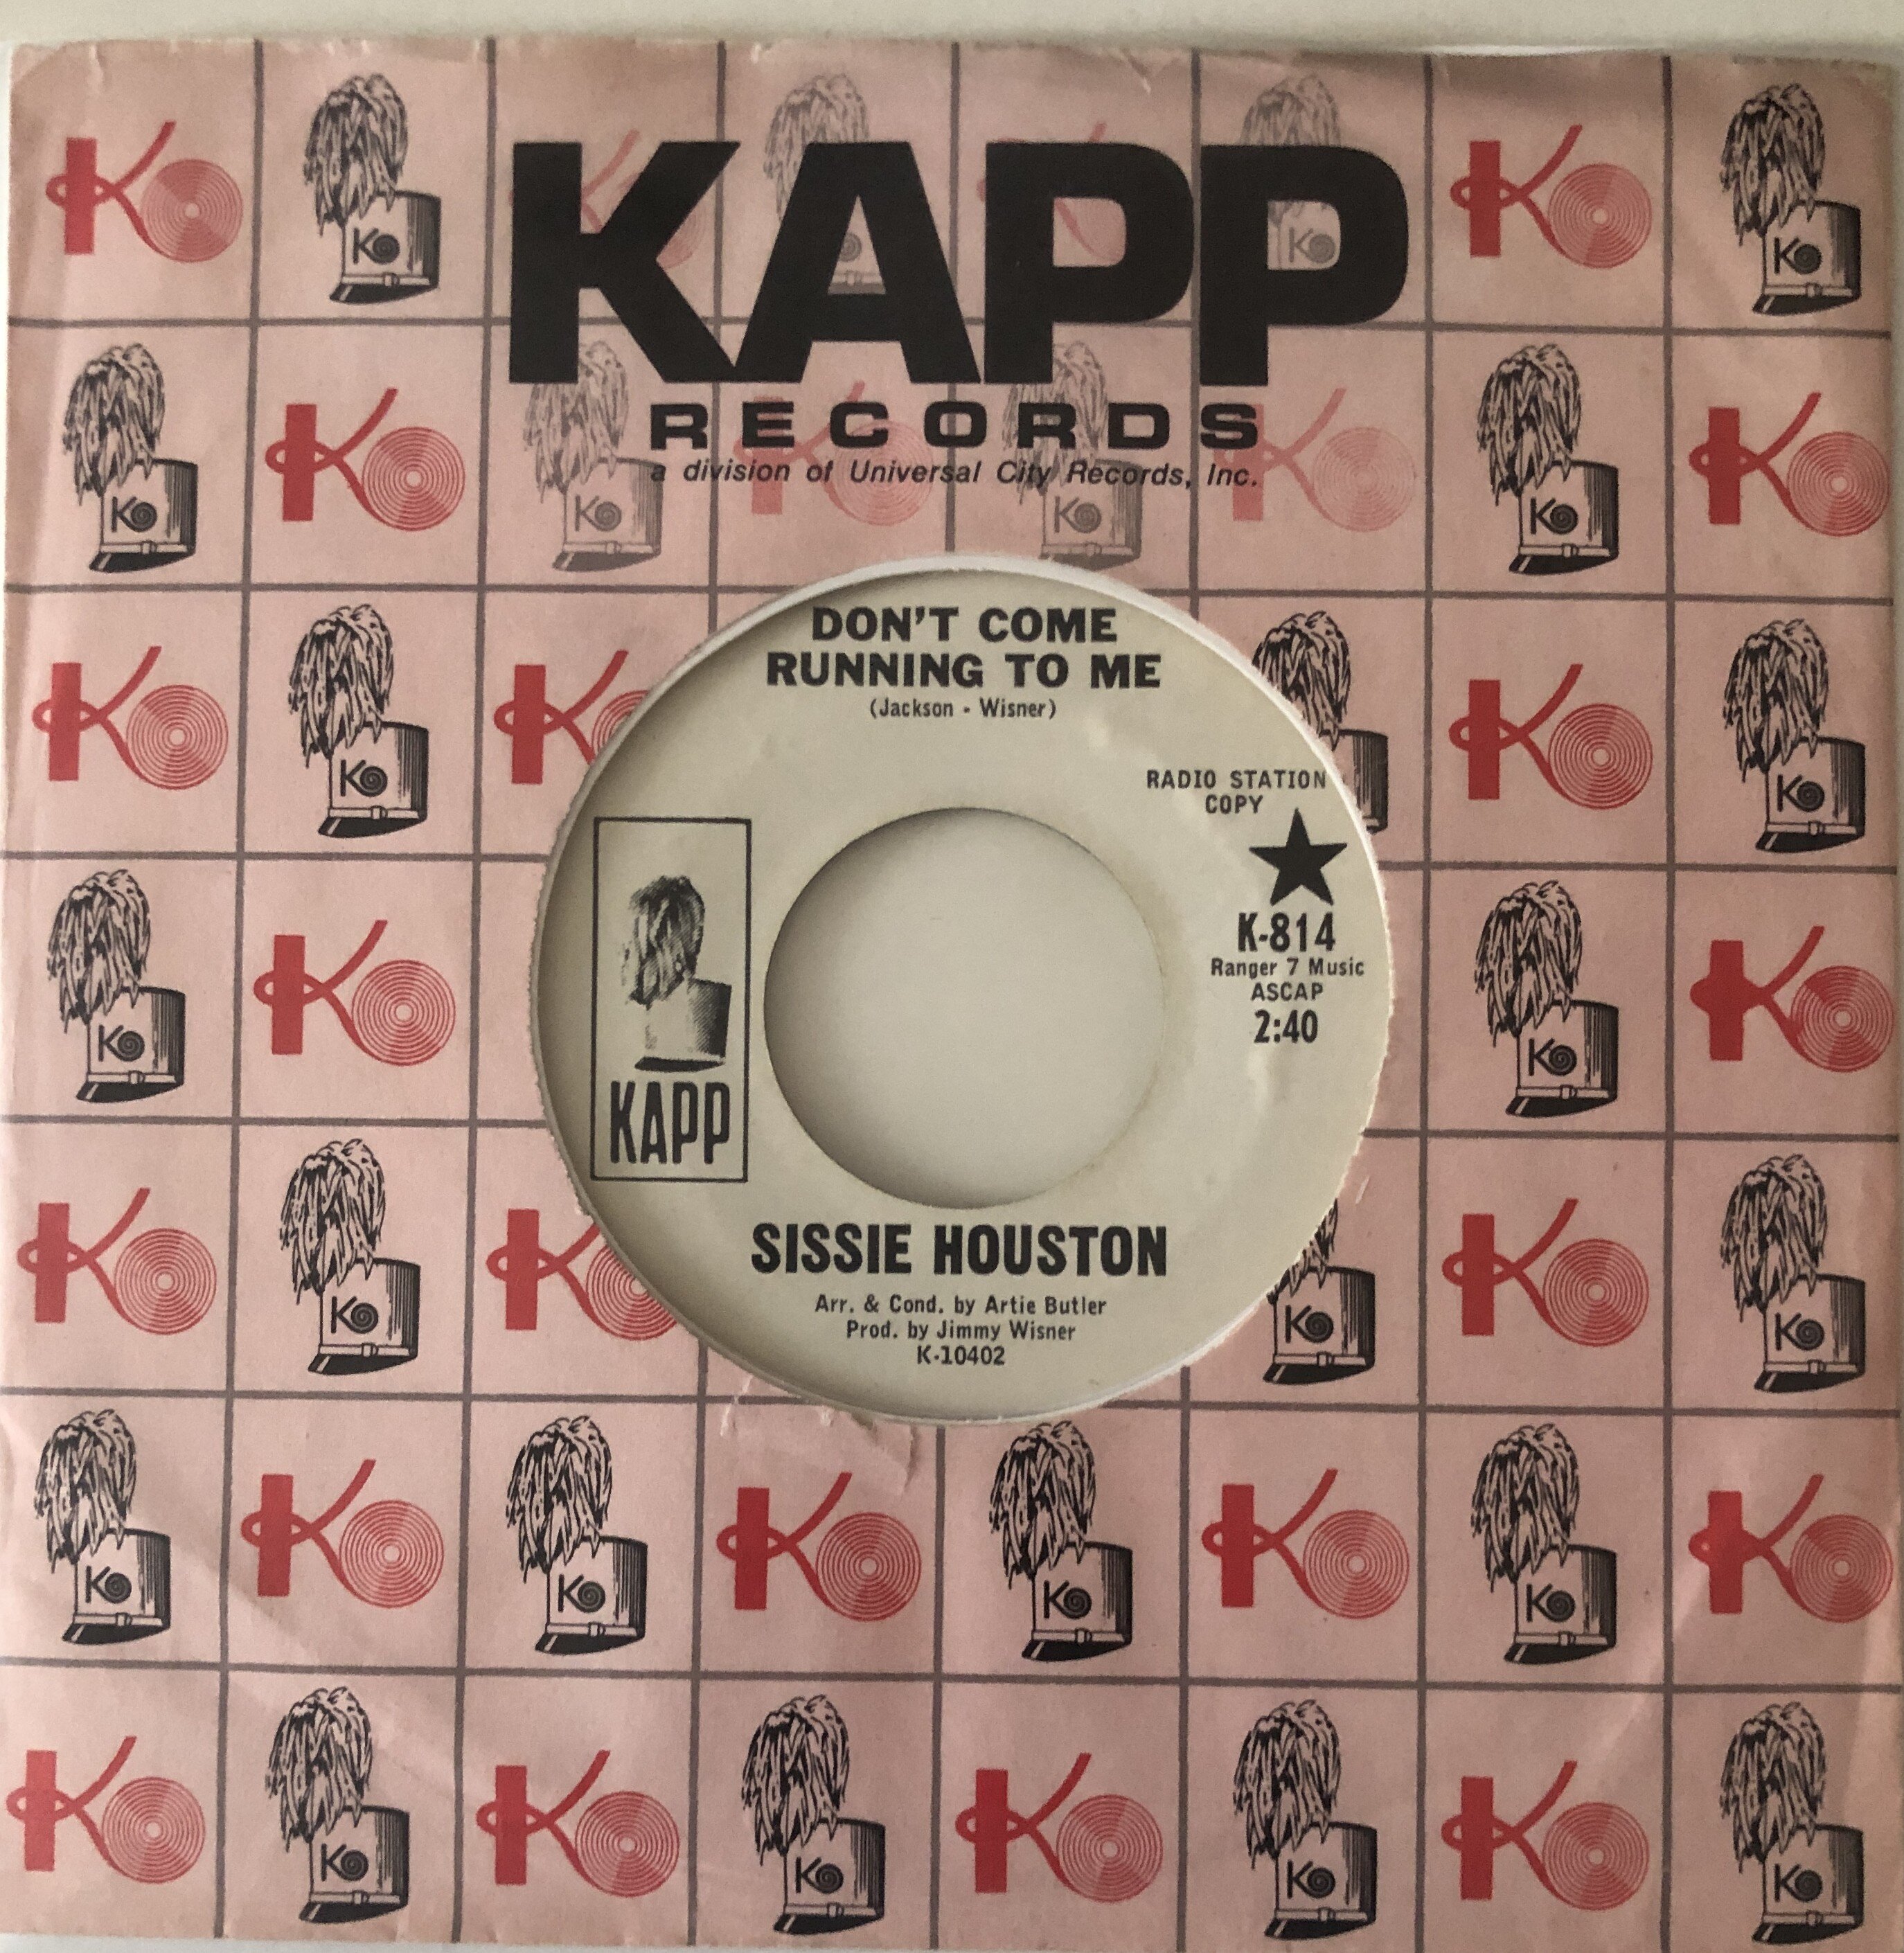 KAPP
RECORDS
a division of Universal City Records, Inc.
DON'T COME
RUNNING TO ME
(Jackson - Wisner)
RADIO STATION
COPY
K-814
Ranger 7 Music
ASCAP
2:40
KAPP
SISSIE HOUSTON
Arr. & Cond. by Artie Butler
Prod. by Jimmy Wisner
K-10402